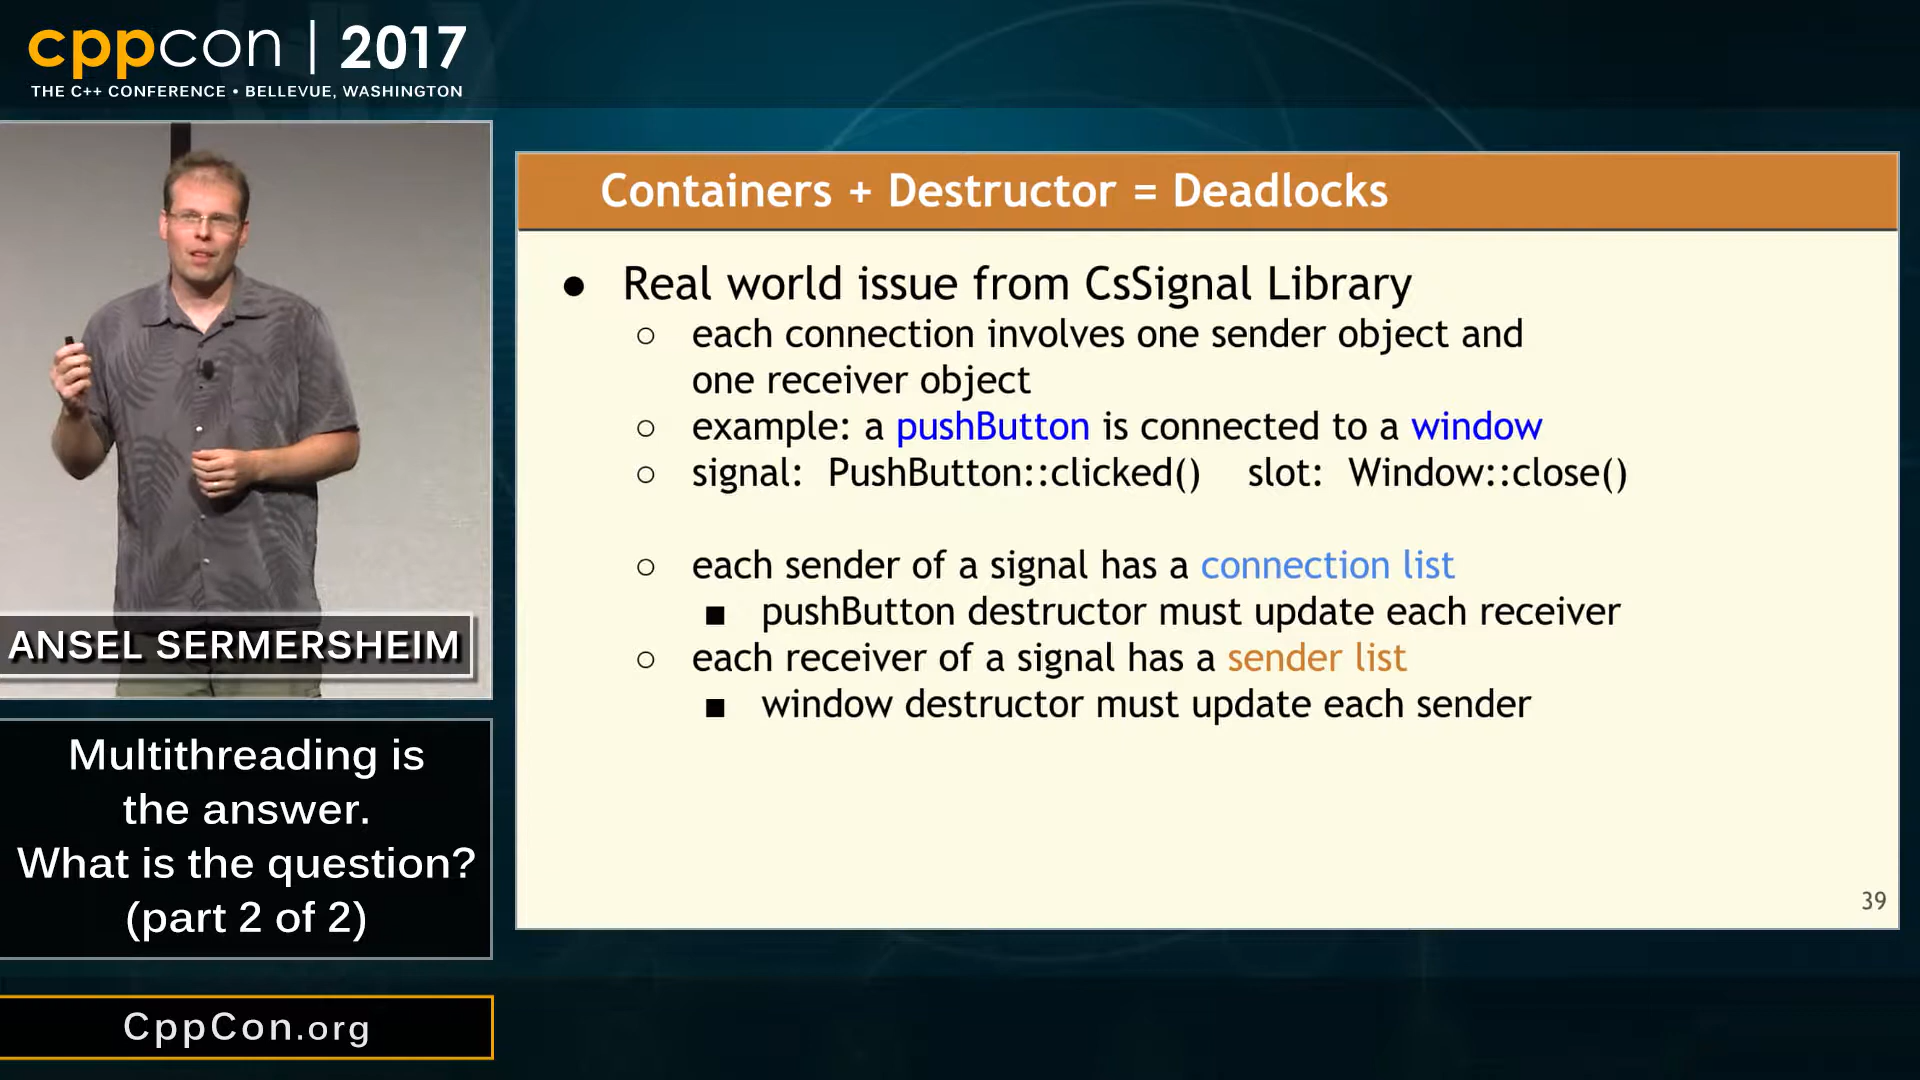 cppcon | 2017
THE C++ CONFERENCE • BELLEVUE, WASHINGTON
ANSEL SERMERSHEIM
Multithreading is
the answer.
What is the question?
(part 2 of 2)
CppCon.org
Containers + Destructor = Deadlocks
● Real world issue from CsSignal Library
○ each connection involves one sender object and
one receiver object
○ example: a pushButton is connected to a window
○ signal: PushButton::clicked() slot: Window::close()
○ each sender of a signal has a connection list
■ pushButton destructor must update each receiver
○ each receiver of a signal has a sender list
■ window destructor must update each sender
39